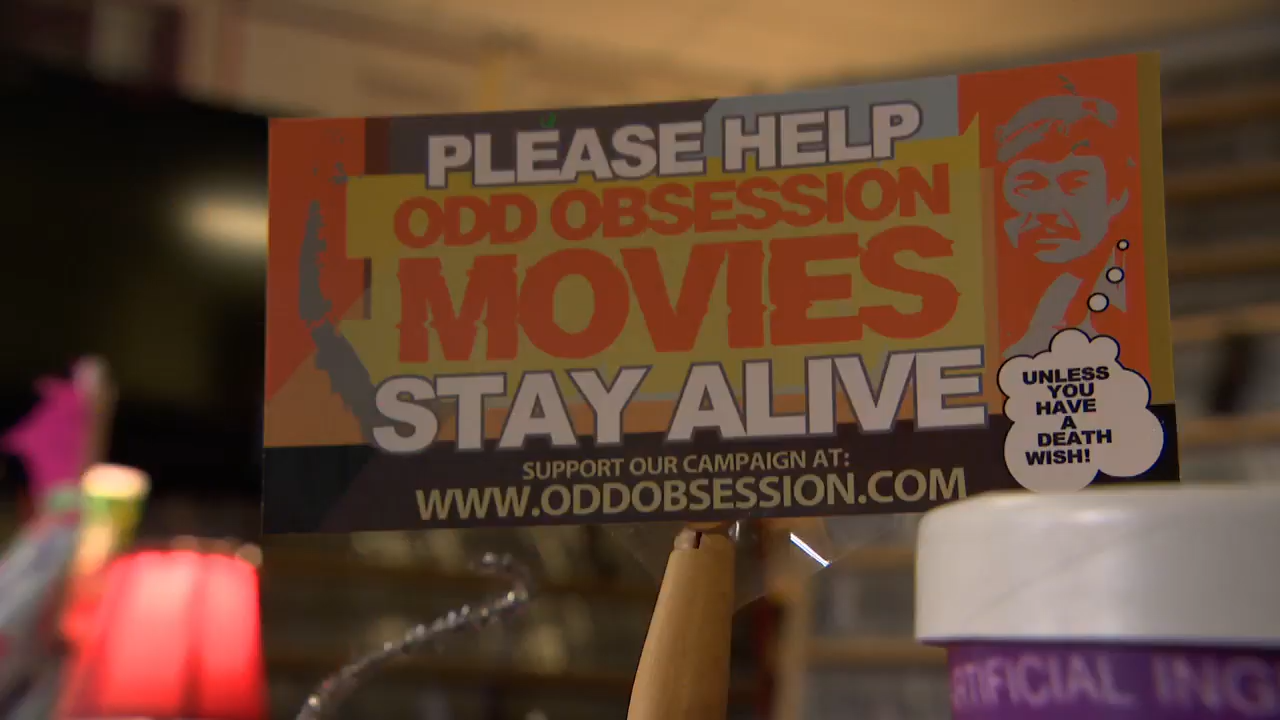 PLEASE HELP
ODD OBSESSION
MOVIES
STAY ALIVE
SUPPORT OUR CAMPAIGN AT:
WWW.ODDOBSESSION.COM
UNLESS
YOU
HAVE
A
DEATH
WISH!